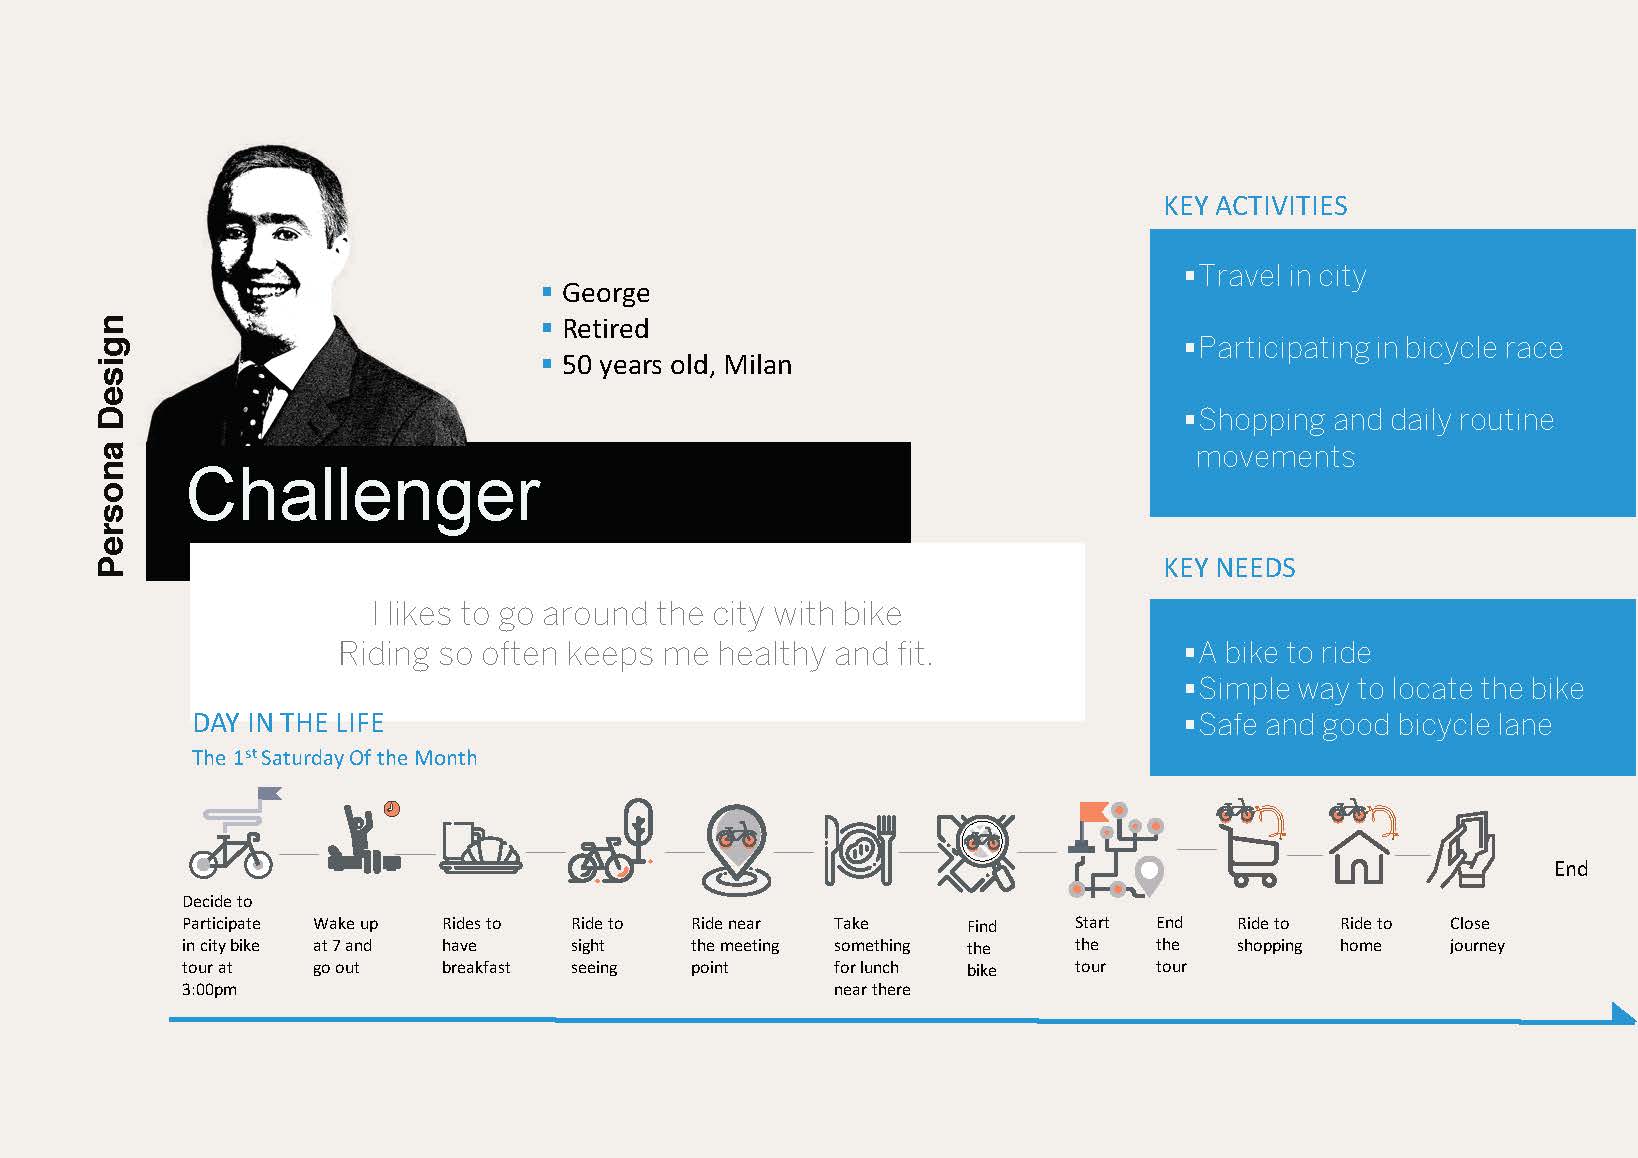 Persona Design
▪ George
▪ Retired
▪ 50 years old, Milan
Challenger
I likes to go around the city with bike
Riding so often keeps me healthy and fit.
KEY ACTIVITIES
▪Travel in city
▪Participating in bicycle race
▪Shopping and daily routine
movements
KEY NEEDS
▪A bike to ride
▪Simple way to locate the bike
▪Safe and good bicycle lane
DAY IN THE LIFE
The 1st Saturday Of the Month
Decide to
Participate
in city bike
tour at
3:00pm
Wake up
at 7 and
go out
Rides to
have
breakfast
Ride to
sight
seeing
Ride near
the meeting
point
Take
something
for lunch
near there
Find
the
bike
Start
the
tour
End
the
tour
Ride to
shopping
Ride to
home
Close
journey
End